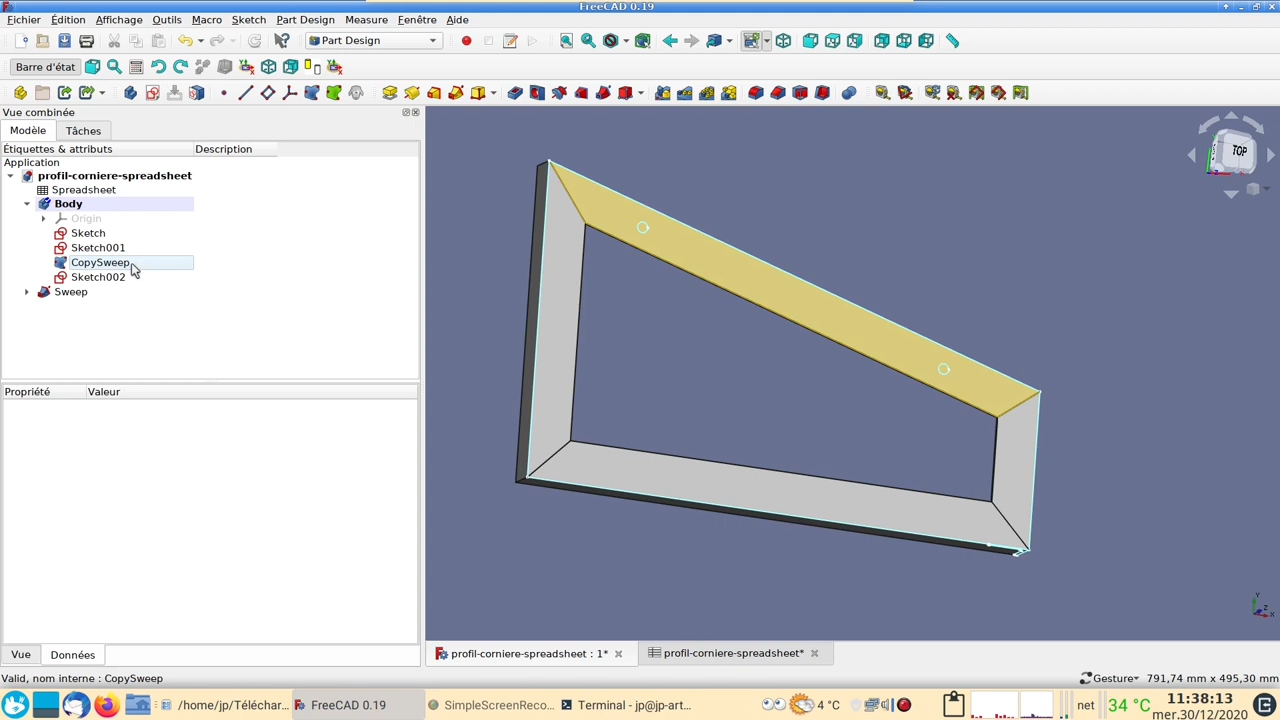 FreeCAD 0.19
Fichier Édition Affichage Outils Macro Sketch Part Design Measure Fenêtre Aide
Part Design
Barre d'état
Vue combinée
Modèle Tâches
Étiquettes & attributs Description
Application
profil-corniere-spreadsheet
Spreadsheet
Body
Origin
Sketch
Sketch001
CopySweep
Sketch002
Sweep
TOP
Propriété Valeur
Y
Z
X
Vue Données
profil-corniere-spreadsheet : 1* profil-corniere-spreadsheet*
Valid, nom interne : CopySweep Gesture 791,74 mm x 495,30 mm
/home/jp/Téléchar... FreeCAD 0.19 SimpleScreenReco... Terminal - jp@jp-art... 4 °C net 34 °C 11:38:13
mer.30/12/2020